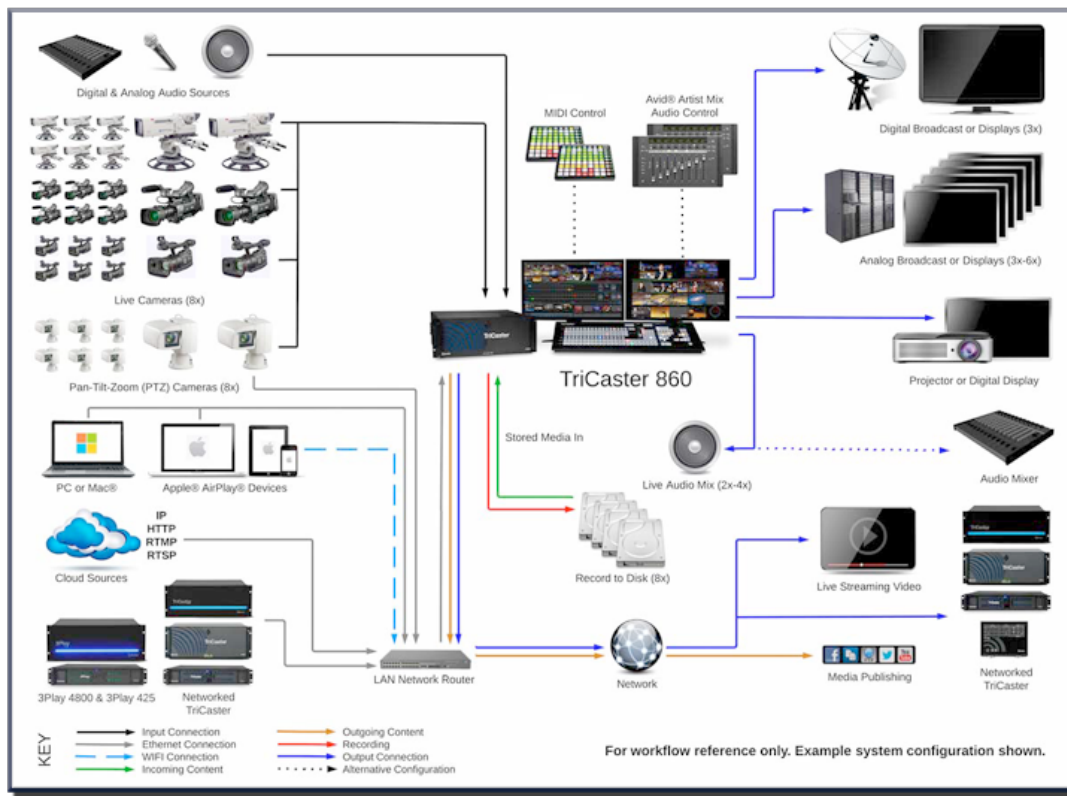 Digital & Analog Audio Sources
MIDI Control
Avid® Artist Mix
Audio Control
Digital Broadcast or Displays (3x)
Live Cameras (8x)
Analog Broadcast or Displays (3x-6x)
TriCaster
TriCaster 860
Pan-Tilt-Zoom (PTZ) Cameras (8x)
Projector or Digital Display
Stored Media In
PC or Mac®
Apple® AirPlay® Devices
Live Audio Mix (2x-4x)
Audio Mixer
IP
HTTP
RTMP
RTSP
Cloud Sources
Record to Disk (8x)
Live Streaming Video
TriCaster
3Play
TriCaster
LAN Network Router
Network
Media Publishing
Networked
TriCaster
3Play 4800 & 3Play 425
Networked
TriCaster
KEY
Input Connection
Ethernet Connection
WIFI Connection
Incoming Content
Outgoing Content
Recording
Output Connection
Alternative Configuration
For workflow reference only. Example system configuration shown.